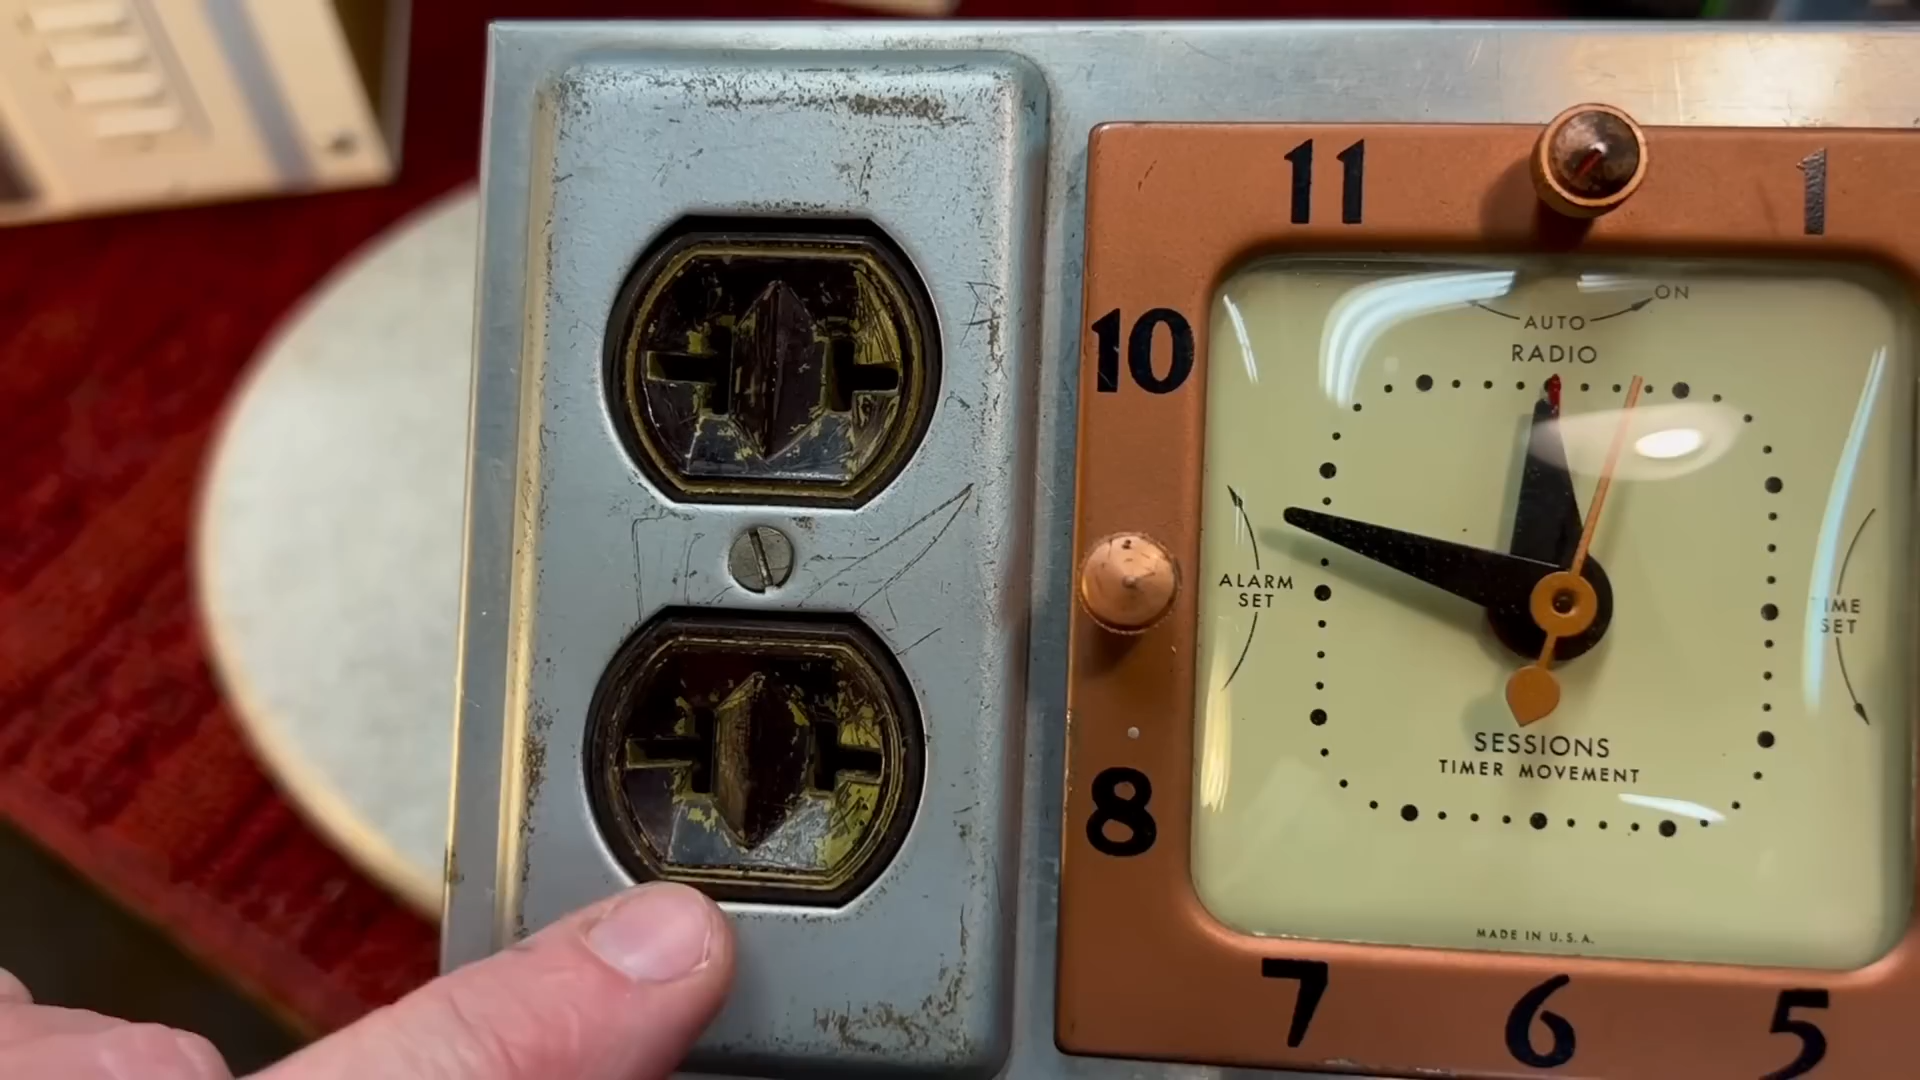 11
1
10
ON
AUTO
RADIO
ALARM
SET
TIME
SET
SESSIONS
TIMER MOVEMENT
8
MADE IN U.S.A.
7
6
5